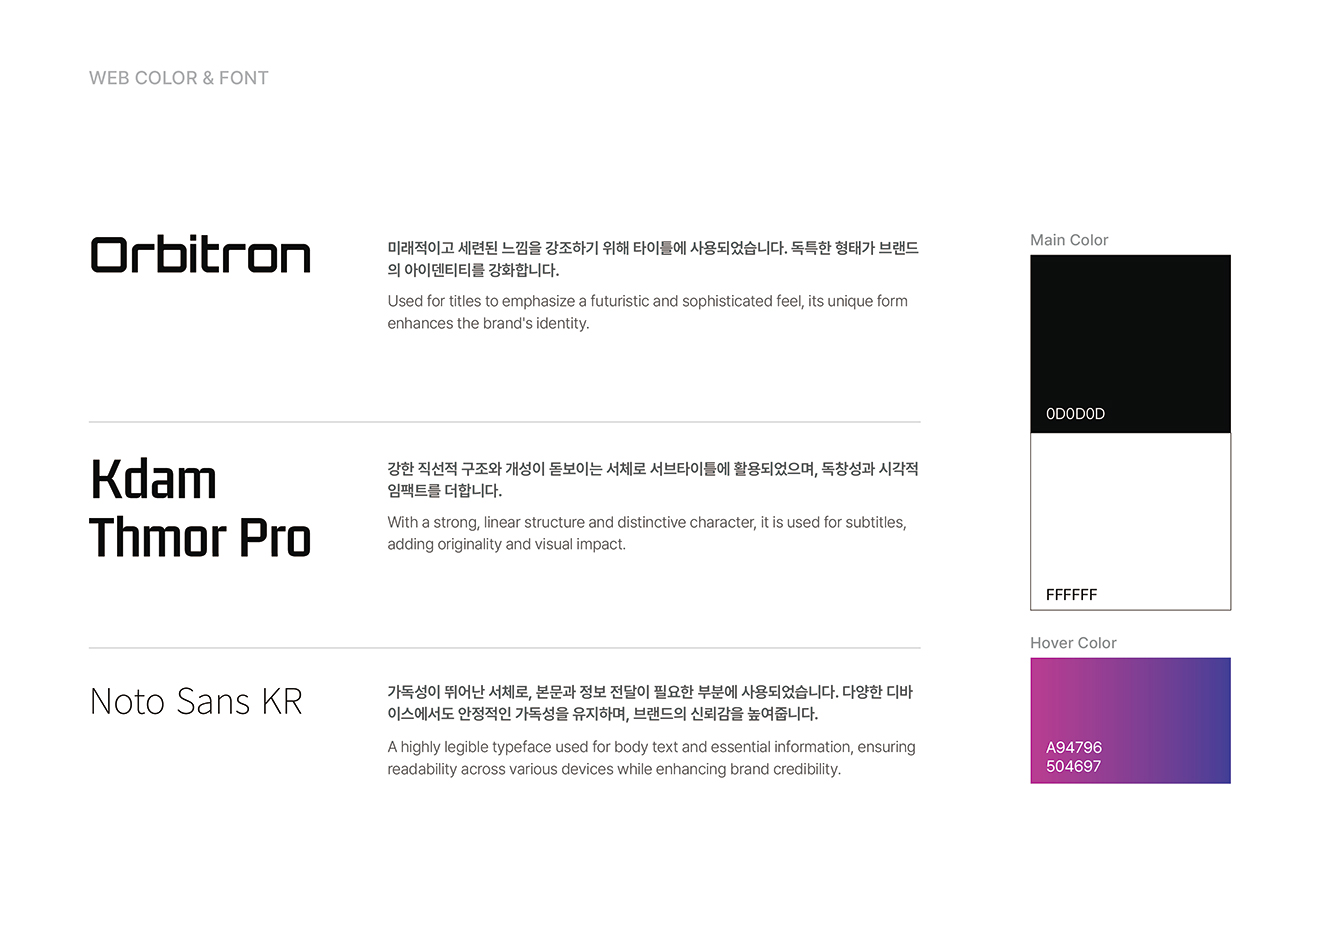 WEB COLOR & FONT
Orbitron
미래적이고 세련된 느낌을 강조하기 위해 타이틀에 사용되었습니다. 독특한 형태가 브랜드
의 아이덴티티를 강화합니다.
Used for titles to emphasize a futuristic and sophisticated feel, its unique form
enhances the brand's identity.
Kdam
Thmor Pro
강한 직선적 구조와 개성이 돋보이는 서체로 서브타이틀에 활용되었으며, 독창성과 시각적
임팩트를 더합니다.
With a strong, linear structure and distinctive character, it is used for subtitles,
adding originality and visual impact.
Noto Sans KR
가독성이 뛰어난 서체로, 본문과 정보 전달이 필요한 부분에 사용되었습니다. 다양한 디바
이스에서도 안정적인 가독성을 유지하며, 브랜드의 신뢰감을 높여줍니다.
A highly legible typeface used for body text and essential information, ensuring
readability across various devices while enhancing brand credibility.
Main Color
0D0D0D
FFFFFF
Hover Color
A94796
504697